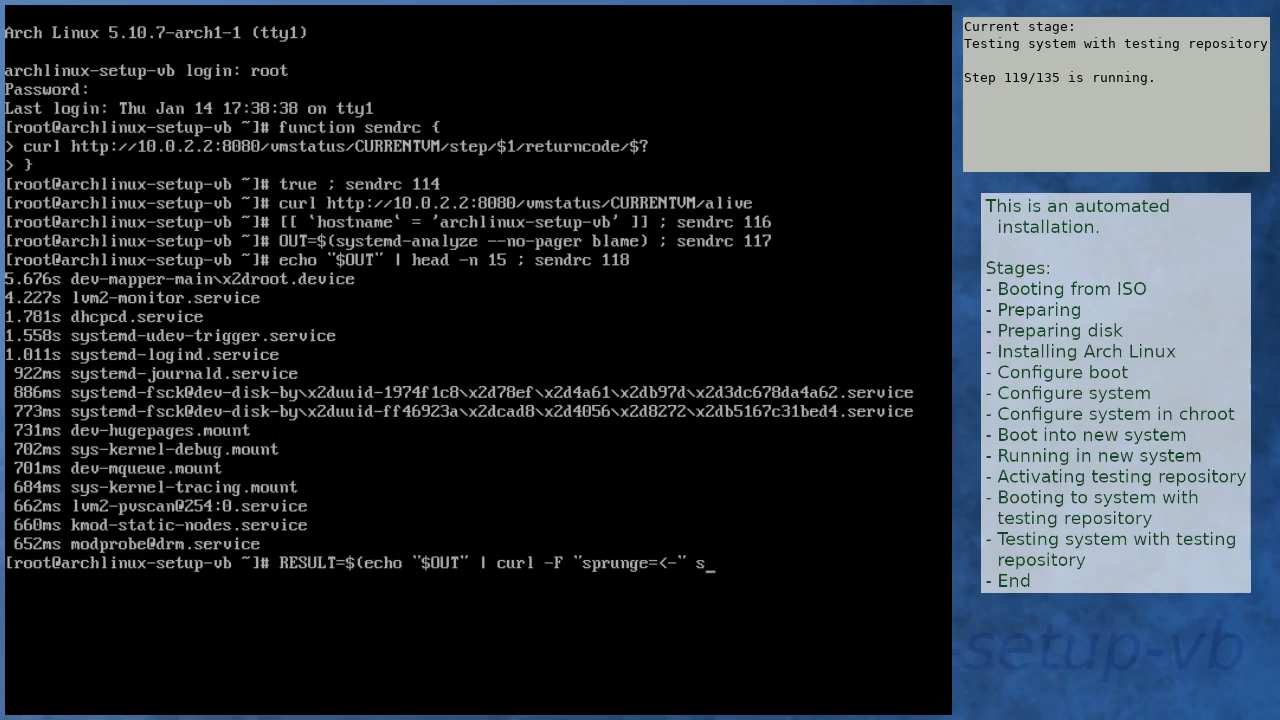 Arch Linux 5.10.7-arch1-1 (tty1)
archlinux-setup-vb login: root
Password:
Last login: Thu Jan 14 17:38:38 on tty1
[root@archlinux-setup-vb ~]# function sendrc {
> curl http://10.0.2.2:8080/vmstatus/CURRENTVM/step/$1/returncode/$?
> }
[root@archlinux-setup-vb ~]# true ; sendrc 114
[root@archlinux-setup-vb ~]# curl http://10.0.2.2:8080/vmstatus/CURRENTVM/alive
[root@archlinux-setup-vb ~]# [[ `hostname` = 'archlinux-setup-vb' ]] ; sendrc 116
[root@archlinux-setup-vb ~]# OUT=$(systemd-analyze --no-pager blame) ; sendrc 117
[root@archlinux-setup-vb ~]# echo "$OUT" | head -n 15 ; sendrc 118
5.676s dev-mapper-main\x2droot.device
4.227s lvm2-monitor.service
1.781s dhcpcd.service
1.558s systemd-udev-trigger.service
1.011s systemd-logind.service
922ms systemd-journald.service
886ms systemd-fsck@dev-disk-by\x2duuid-1974f1c8\x2d78ef\x2d4a61\x2db97d\x2d3dc678da4a62.service
773ms systemd-fsck@dev-disk-by\x2duuid-ff46923a\x2dcad8\x2d4056\x2d8272\x2db5167c31bed4.service
731ms dev-hugepages.mount
702ms sys-kernel-debug.mount
701ms dev-mqueue.mount
684ms sys-kernel-tracing.mount
662ms lvm2-pvscan@254:0.service
660ms kmod-static-nodes.service
652ms modprobe@drm.service
[root@archlinux-setup-vb ~]# RESULT=$(echo "$OUT" | curl -F "sprunge=<-" s_
Current stage:
Testing system with testing repository
Step 119/135 is running.
This is an automated
installation.
Stages:
- Booting from ISO
- Preparing
- Preparing disk
- Installing Arch Linux
- Configure boot
- Configure system
- Configure system in chroot
- Boot into new system
- Running in new system
- Activating testing repository
- Booting to system with
testing repository
- Testing system with testing
repository
- End
setup-vb